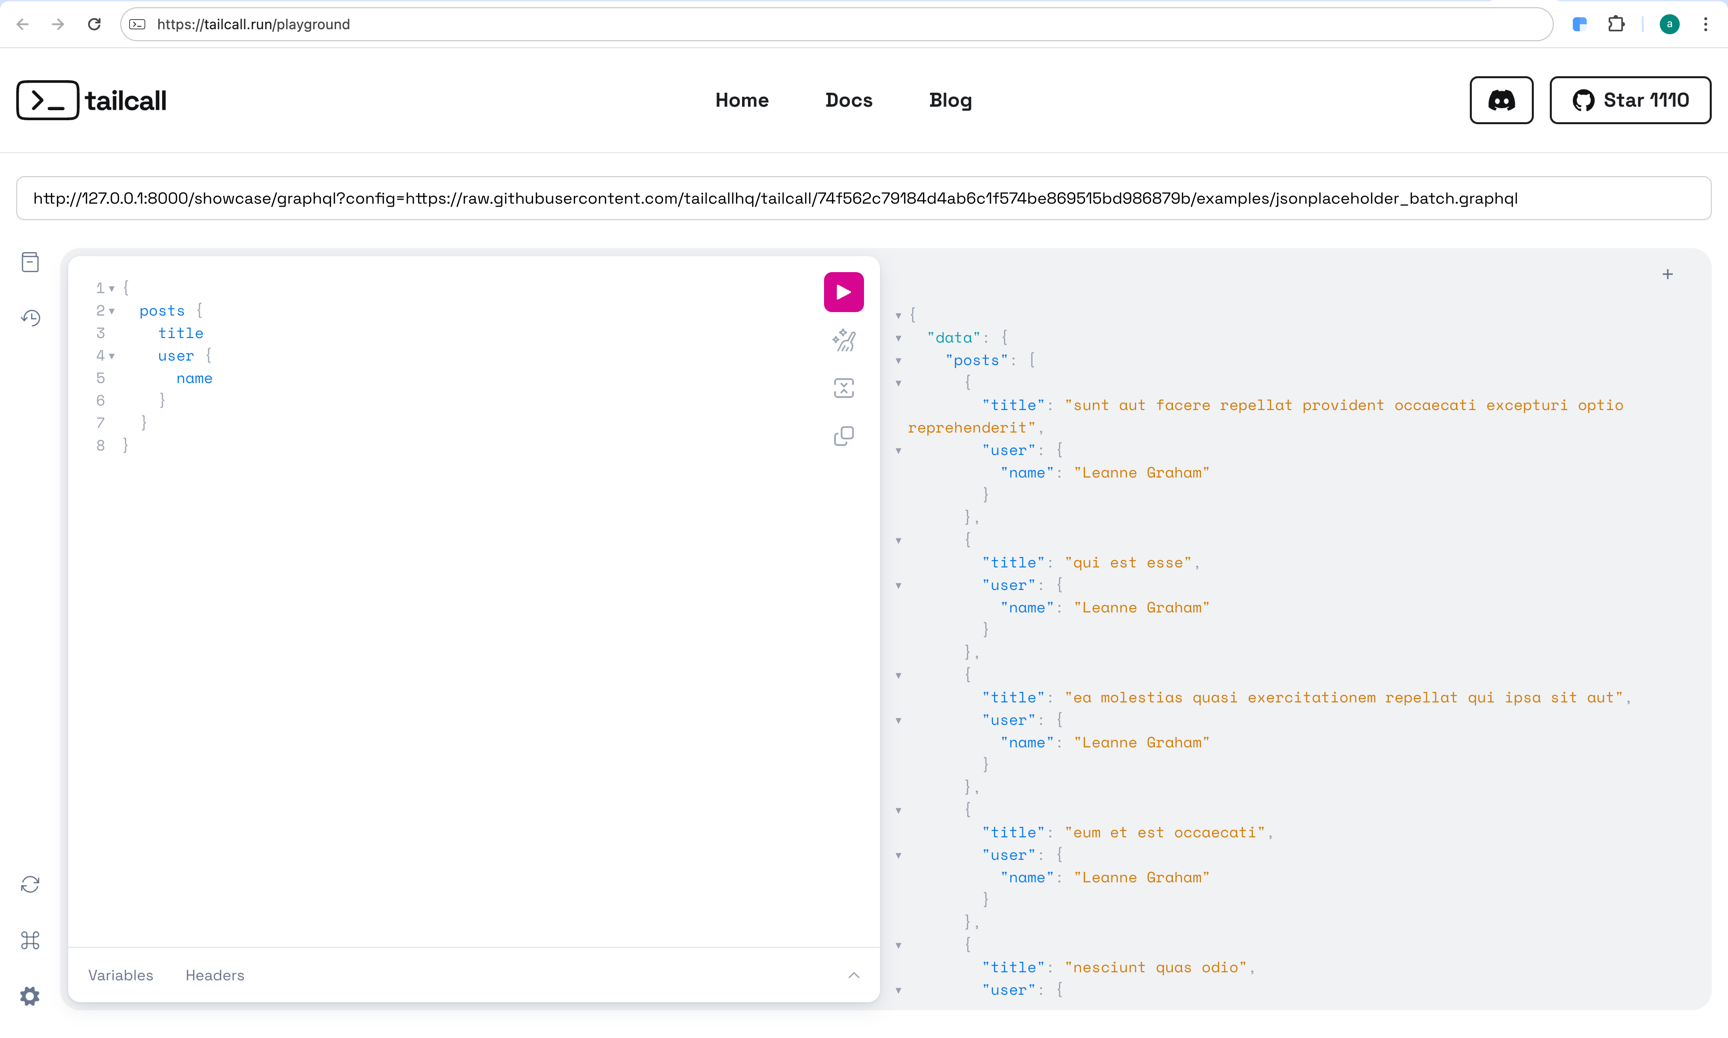 https://tailcall.run/playground
a
tailcall
Home
Docs
Blog
Star 1110
http://127.0.0.1:8000/showcase/graphql?config=https://raw.githubusercontent.com/tailcallhq/tailcall/74f562c79184d4ab6c1f574be869515bd986879b/examples/jsonplaceholder_batch.graphql
1 {
2 posts {
3 title
4 user {
5 name
6 }
7 }
8 }
Variables
Headers
+
{
"data": {
"posts": [
{
"title": "sunt aut facere repellat provident occaecati excepturi optio
reprehenderit",
"user": {
"name": "Leanne Graham"
}
},
{
"title": "qui est esse",
"user": {
"name": "Leanne Graham"
}
},
{
"title": "ea molestias quasi exercitationem repellat qui ipsa sit aut",
"user": {
"name": "Leanne Graham"
}
},
{
"title": "eum et est occaecati",
"user": {
"name": "Leanne Graham"
}
},
{
"title": "nesciunt quas odio",
"user": {